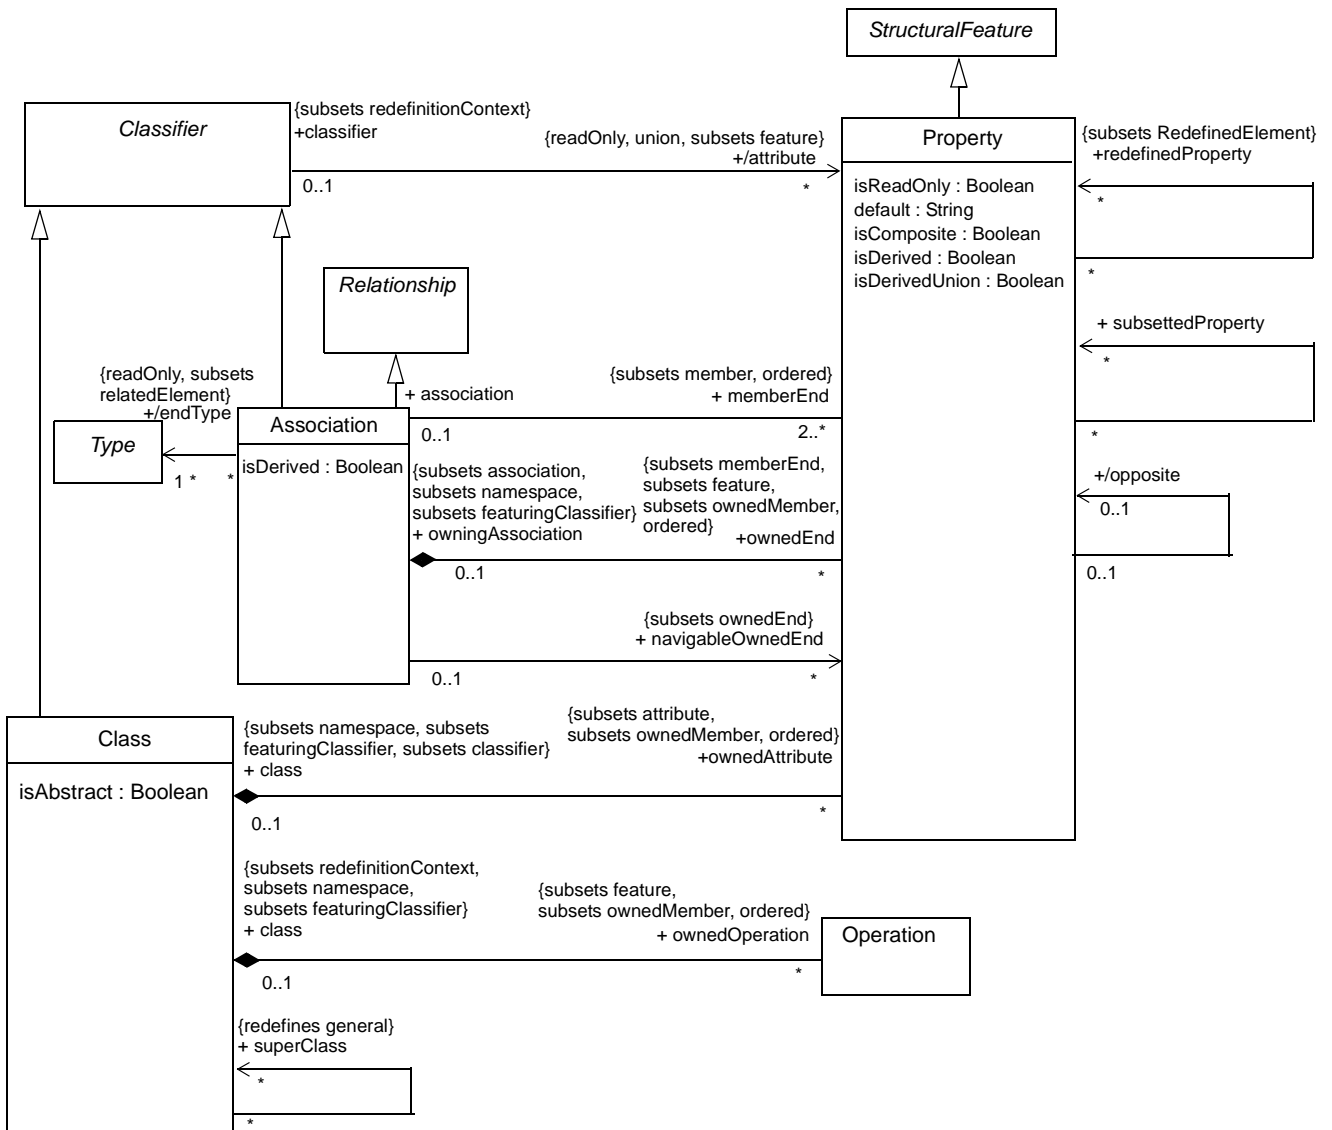 StructuralFeature
{subsets redefinitionContext}
+classifier
Classifier
{readOnly, union, subsets feature}
+/attribute
0..1
*
Property
isReadOnly : Boolean
default : String
isComposite : Boolean
isDerived : Boolean
isDerivedUnion : Boolean
{subsets RedefinedElement}
+redefinedProperty
*
*
+ subsettedProperty
*
*
+/opposite
0..1
0..1
Relationship
{readOnly, subsets
relatedElement}
+/endType
Type
1 *
*
+ association
{subsets member, ordered}
+ memberEnd
0..1
2..*
Association
isDerived : Boolean
{subsets association,
subsets namespace,
subsets featuringClassifier}
+ owningAssociation
{subsets memberEnd,
subsets feature,
subsets ownedMember,
ordered}
+ownedEnd
0..1
*
{subsets ownedEnd}
+ navigableOwnedEnd
0..1
*
Class
isAbstract : Boolean
{subsets namespace, subsets
featuringClassifier, subsets classifier}
+ class
{subsets attribute,
subsets ownedMember, ordered}
+ownedAttribute
0..1
*
{subsets redefinitionContext,
subsets namespace,
subsets featuringClassifier}
+ class
{subsets feature,
subsets ownedMember, ordered}
+ ownedOperation
0..1
*
Operation
{redefines general}
+ superClass
*
*